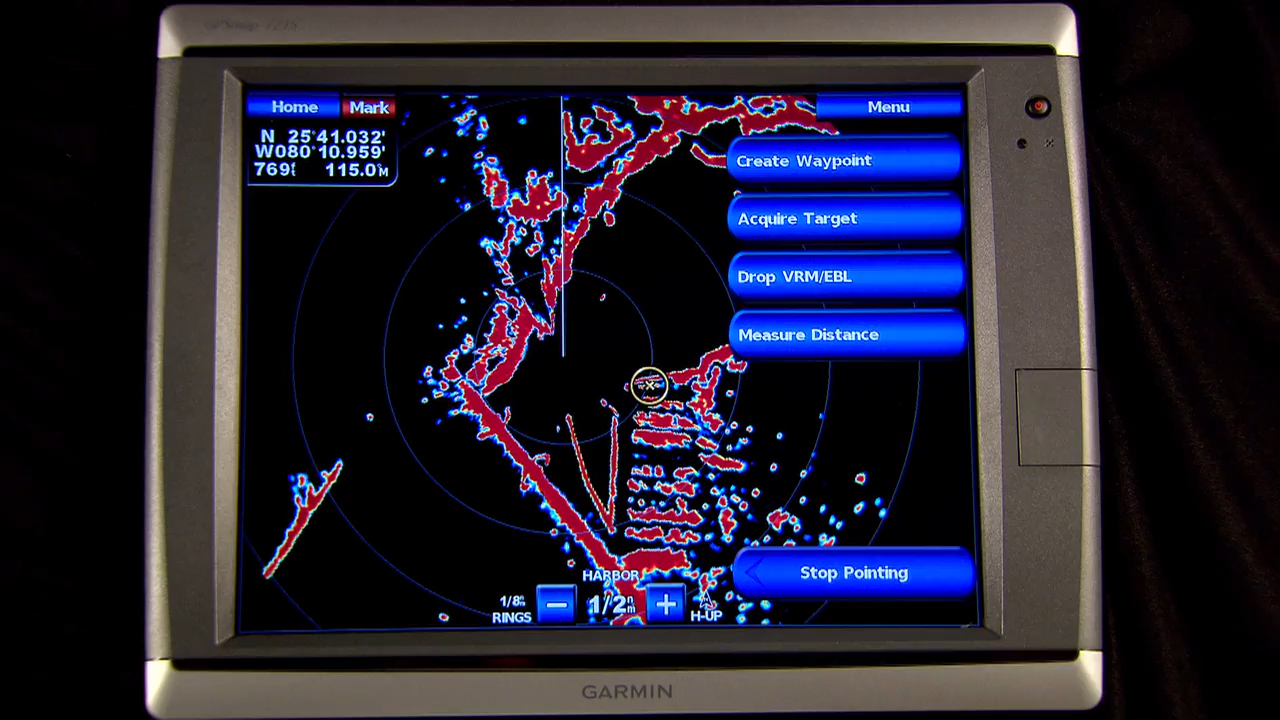 Home Mark Menu
N 25°41.032'
W080°10.959'
769ft 115.0°M
Create Waypoint
Acquire Target
Drop VRM/EBL
Measure Distance
Stop Pointing
HARBOR
1/8nm
RINGS
− 1/2nm +
H-UP
GARMIN